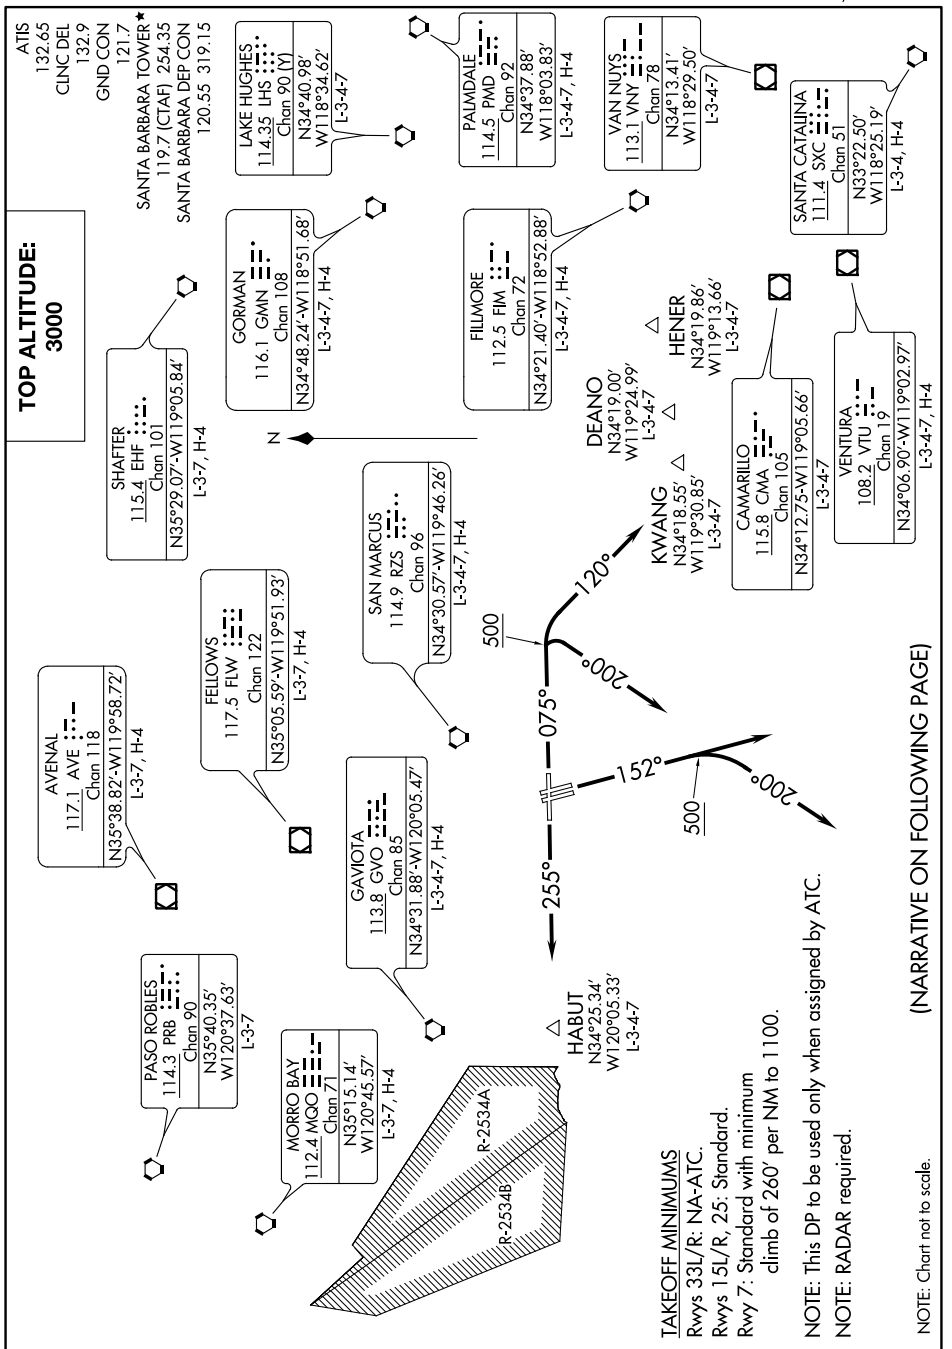 TOP ALTITUDE:
3000
ATIS
132.65
CLNC DEL
132.9
GND CON
121.7
SANTA BARBARA TOWER★
119.7 (CTAF) 254.35
SANTA BARBARA DEP CON
120.55 319.15
SHAFTER
115.4 EHF
Chan 101
N35°29.07'-W119°05.84'
L-3-7, H-4
LAKE HUGHES
114.35 LHS
Chan 90 (Y)
N34°40.98'
W118°34.62'
L-3-4-7
AVENAL
117.1 AVE
Chan 118
N35°38.82'-W119°58.72'
L-3-7, H-4
GORMAN
116.1 GMN
Chan 108
N34°48.24'-W118°51.68'
L-3-4-7, H-4
PASO ROBLES
114.3 PRB
Chan 90
N35°40.35'
W120°37.63'
L-3-7
FELLOWS
117.5 FLW
Chan 122
N35°05.59'-W119°51.93'
L-3-7, H-4
N
PALMDALE
114.5 PMD
Chan 92
N34°37.88'
W118°03.83'
L-3-4-7, H-4
MORRO BAY
112.4 MQO
Chan 71
N35°15.14'
W120°45.57'
L-3-7, H-4
GAVIOTA
113.8 GVO
Chan 85
N34°31.88'-W120°05.47'
L-3-4-7, H-4
SAN MARCUS
114.9 RZS
Chan 96
N34°30.57'-W119°46.26'
L-3-4-7, H-4
FILLMORE
112.5 FIM
Chan 72
N34°21.40'-W118°52.88'
L-3-4-7, H-4
VAN NUYS
113.1 VNY
Chan 78
N34°13.41'
W118°29.50'
L-3-4-7
R-2534A
R-2534B
HABUT
N34°25.34'
W120°05.33'
L-3-4-7
255°
075°
500
120°
200°
152°
500
200°
DEANO
N34°19.00'
W119°24.99'
L-3-4-7
HENER
N34°19.86'
W119°13.66'
L-3-4-7
KWANG
N34°18.55'
W119°30.85'
L-3-4-7
CAMARILLO
115.8 CMA
Chan 105
N34°12.75-W119°05.66'
L-3-4-7
SANTA CATALINA
111.4 SXC
Chan 51
N33°22.50'
W118°25.19'
L-3-4, H-4
VENTURA
108.2 VTU
Chan 19
N34°06.90'-W119°02.97'
L-3-4-7, H-4
TAKEOFF MINIMUMS
Rwys 33L/R: NA-ATC.
Rwys 15L/R, 25: Standard.
Rwy 7: Standard with minimum
climb of 260' per NM to 1100.
NOTE: This DP to be used only when assigned by ATC.
NOTE: RADAR required.
(NARRATIVE ON FOLLOWING PAGE)
NOTE: Chart not to scale.